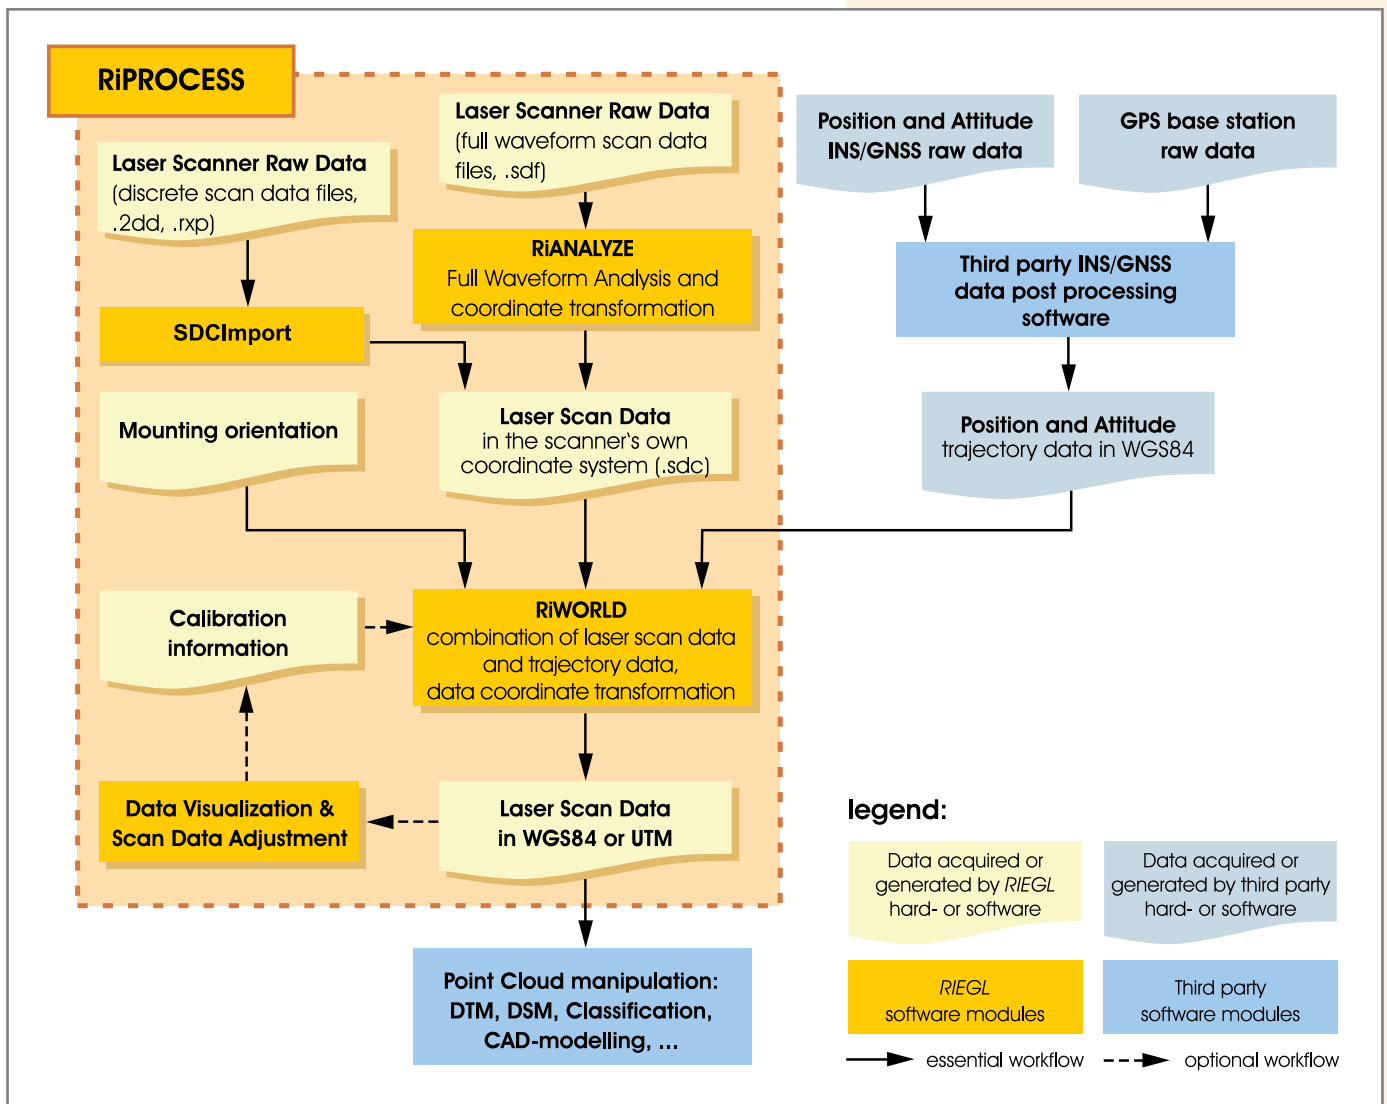 RiPROCESS
Laser Scanner Raw Data
(discrete scan data files,
.2dd, .rxp)
Laser Scanner Raw Data
(full waveform scan data
files, .sdf)
Position and Attitude
INS/GNSS raw data
GPS base station
raw data
SDCImport
RiANALYZE
Full Waveform Analysis and
coordinate transformation
Third party INS/GNSS
data post processing
software
Mounting orientation
Laser Scan Data
in the scanner's own
coordinate system (.sdc)
Position and Attitude
trajectory data in WGS84
Calibration
information
RiWORLD
combination of laser scan data
and trajectory data,
data coordinate transformation
Data Visualization &
Scan Data Adjustment
Laser Scan Data
in WGS84 or UTM
Point Cloud manipulation:
DTM, DSM, Classification,
CAD-modelling, ...
legend:
Data acquired or
generated by RIEGL
hard- or software
Data acquired or
generated by third party
hard- or software
RIEGL
software modules
Third party
software modules
essential workflow
optional workflow